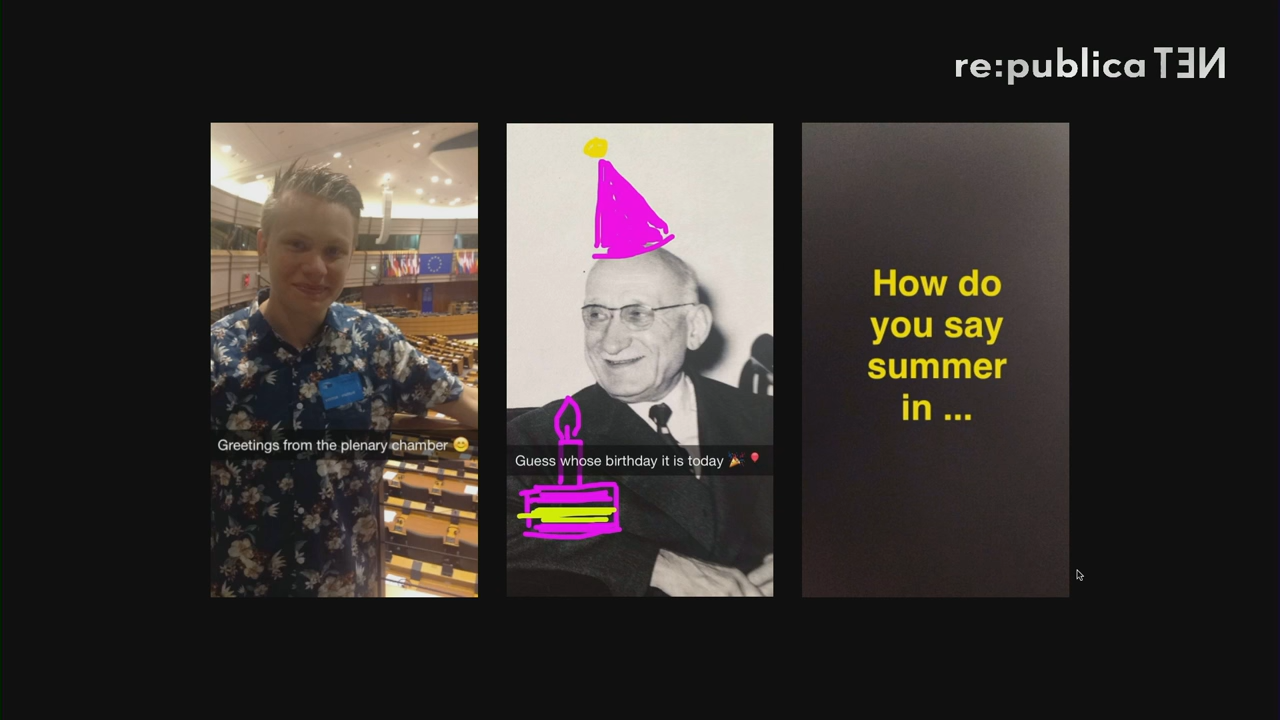 re:publica TEN
Greetings from the plenary chamber 😊
Guess whose birthday it is today 🎉🎈
How do
you say
summer
in ...